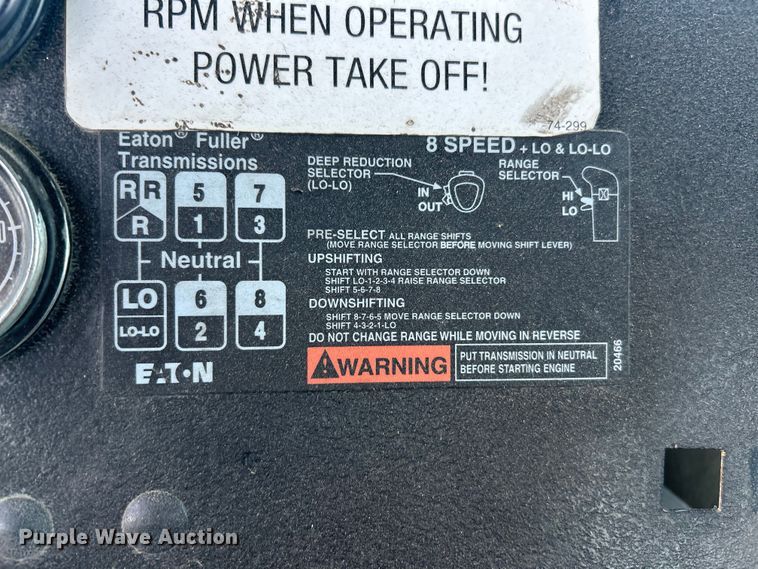 RPM WHEN OPERATING
POWER TAKE OFF!
74-299
Eaton® Fuller®
Transmissions
8 SPEED + LO & LO-LO
DEEP REDUCTION
SELECTOR
(LO-LO)
IN
OUT
RANGE
SELECTOR
HI
LO
R R 5 7
R 1 3
Neutral
LO 6 8
LO-LO 2 4
EATON
PRE-SELECT ALL RANGE SHIFTS
(MOVE RANGE SELECTOR BEFORE MOVING SHIFT LEVER)
UPSHIFTING
START WITH RANGE SELECTOR DOWN
SHIFT LO-1-2-3-4 RAISE RANGE SELECTOR
SHIFT 5-6-7-8
DOWNSHIFTING
SHIFT 8-7-6-5 MOVE RANGE SELECTOR DOWN
SHIFT 4-3-2-1-LO
DO NOT CHANGE RANGE WHILE MOVING IN REVERSE
WARNING
PUT TRANSMISSION IN NEUTRAL
BEFORE STARTING ENGINE
20466
0
Purple Wave Auction